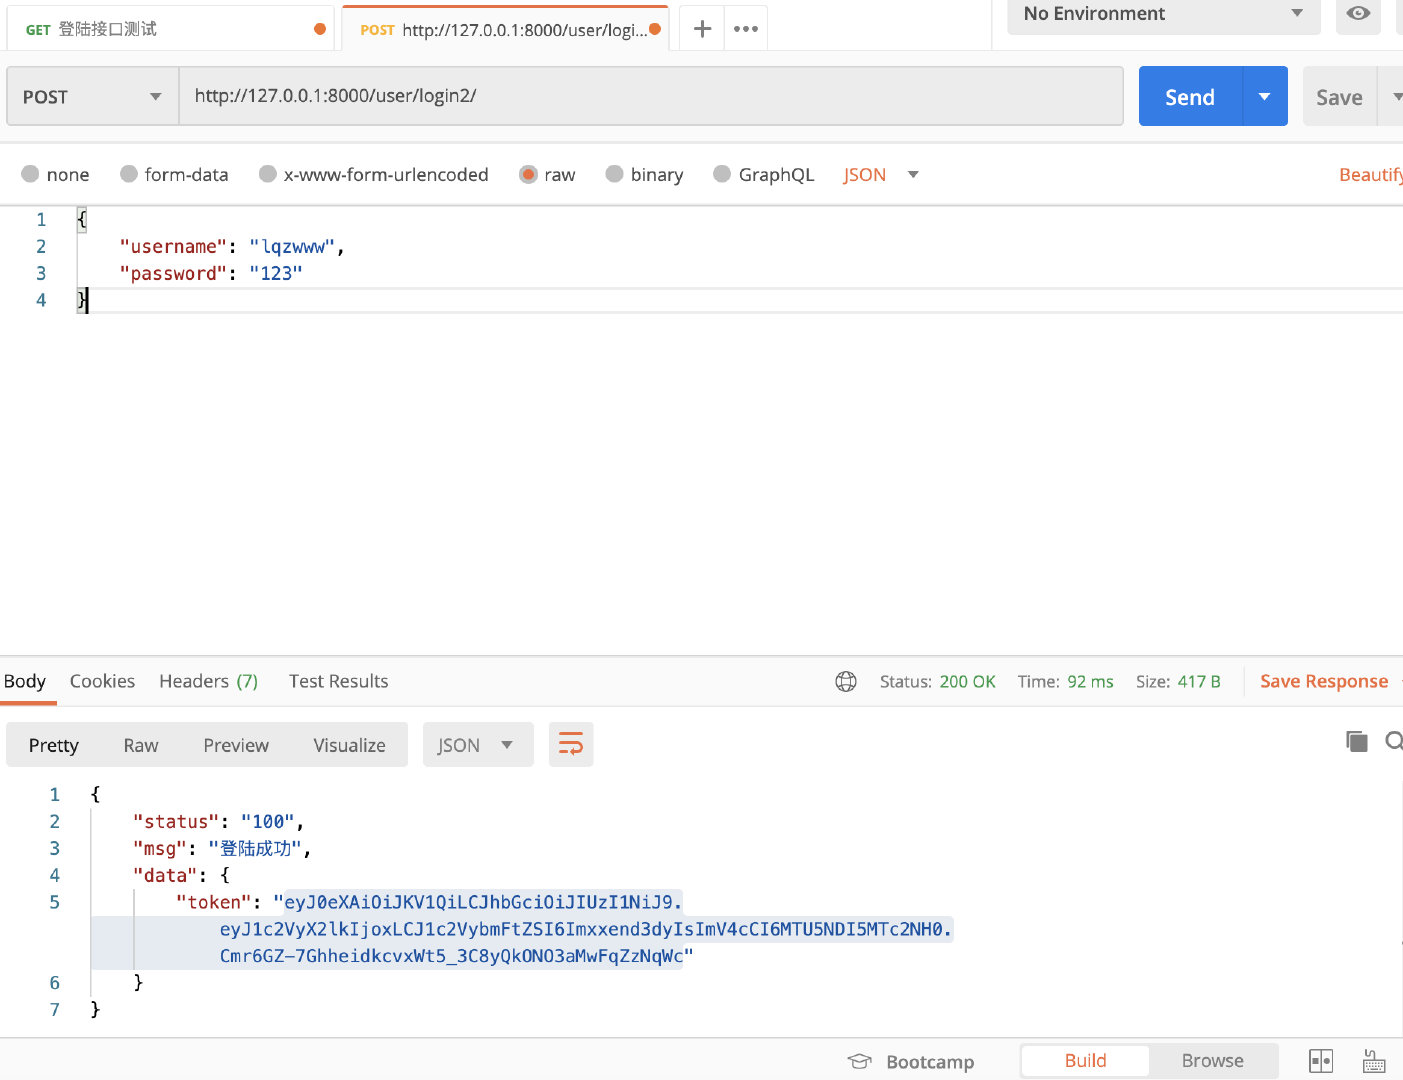 GET 登陆接口测试
POST http://127.0.0.1:8000/user/logi...
No Environment
POST
http://127.0.0.1:8000/user/login2/
Send
Save
none
form-data
x-www-form-urlencoded
raw
binary
GraphQL
JSON
Beautify
1 {
2 "username": "lqzwww",
3 "password": "123"
4 }
Body Cookies Headers (7) Test Results
Status: 200 OK Time: 92 ms Size: 417 B
Save Response
Pretty Raw Preview Visualize
JSON
1 {
2 "status": "100",
3 "msg": "登陆成功",
4 "data": {
5 "token": "eyJ0eXAiOiJKV1QiLCJhbGciOiJIUzI1NiJ9.
eyJ1c2VyX2lkIjoxLCJ1c2VybmFtZSI6Imxxend3dyIsImV4cCI6MTU5NDI5MTc2NH0.
Cmr6GZ-7GhheidkcvxWt5_3C8yQkONO3aMwFqZzNqWc"
6 }
7 }
Bootcamp
Build
Browse